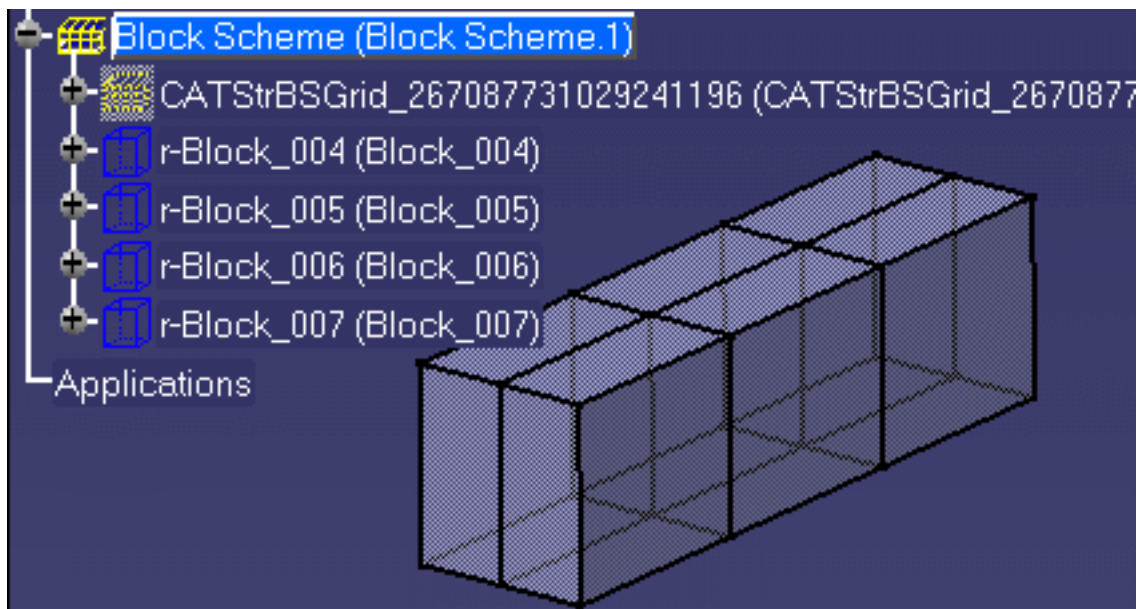 Block Scheme (Block Scheme.1)
CATStrBSGrid_267087731029241196 (CATStrBSGrid_2670877
r-Block_004 (Block_004)
r-Block_005 (Block_005)
r-Block_006 (Block_006)
r-Block_007 (Block_007)
Applications